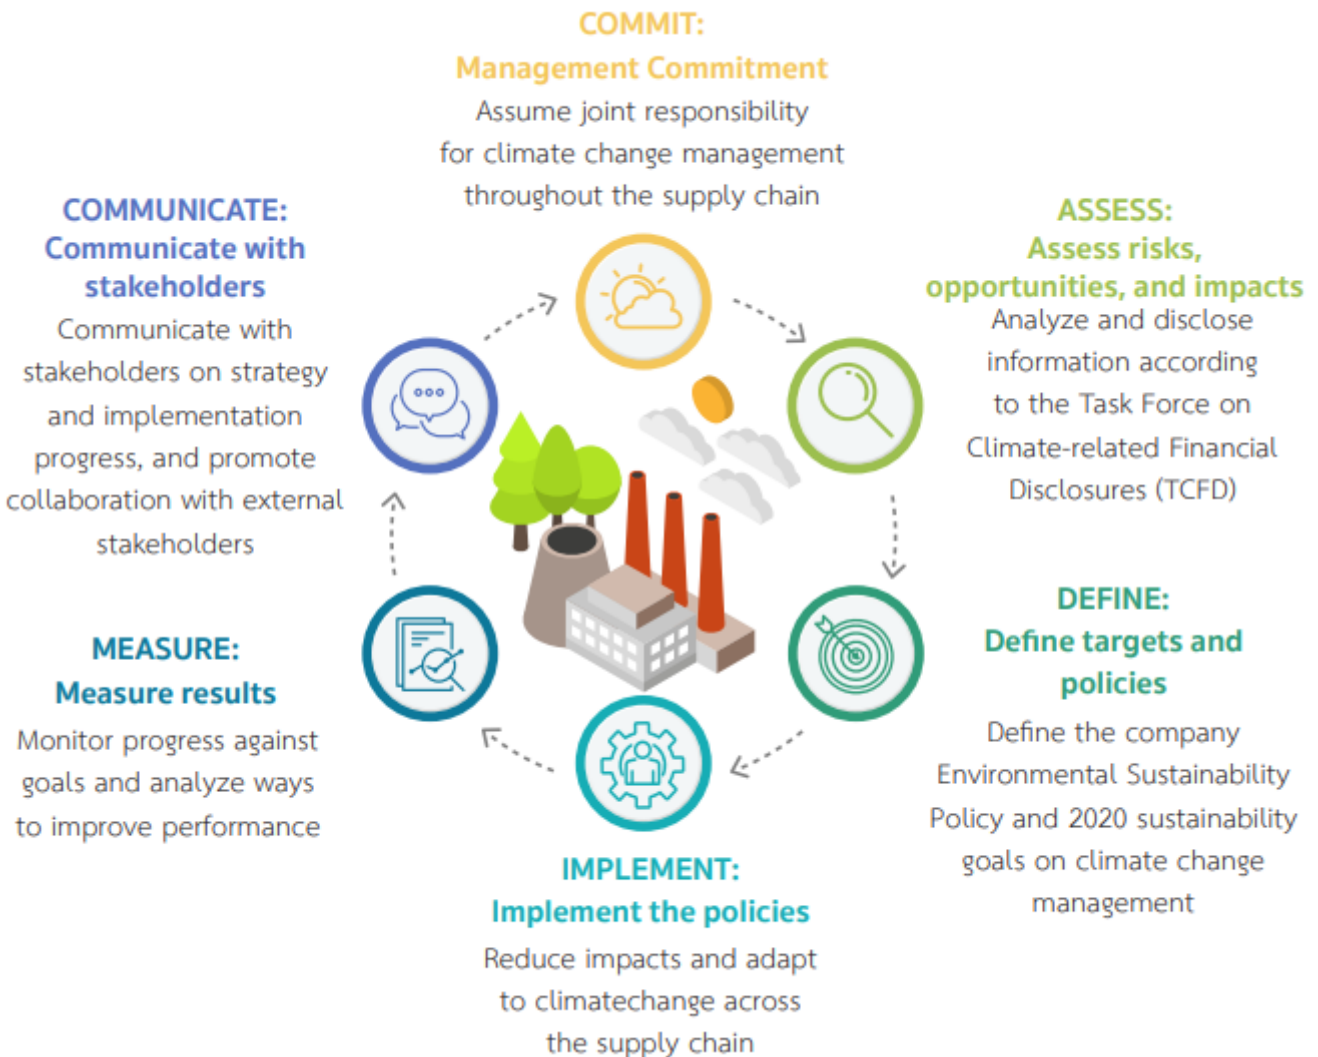 COMMIT:
Management Commitment
Assume joint responsibility
for climate change management
throughout the supply chain
ASSESS:
Assess risks,
opportunities, and impacts
Analyze and disclose
information according
to the Task Force on
Climate-related Financial
Disclosures (TCFD)
DEFINE:
Define targets and
policies
Define the company
Environmental Sustainability
Policy and 2020 sustainability
goals on climate change
management
IMPLEMENT:
Implement the policies
Reduce impacts and adapt
to climatechange across
the supply chain
MEASURE:
Measure results
Monitor progress against
goals and analyze ways
to improve performance
COMMUNICATE:
Communicate with
stakeholders
Communicate with
stakeholders on strategy
and implementation
progress, and promote
collaboration with external
stakeholders